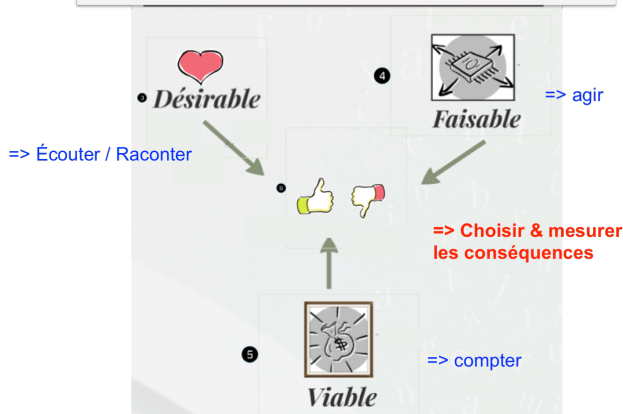 Désirable
4
Faisable
=> agir
=> Écouter / Raconter
=> Choisir & mesurer
les conséquences
5
=> compter
Viable